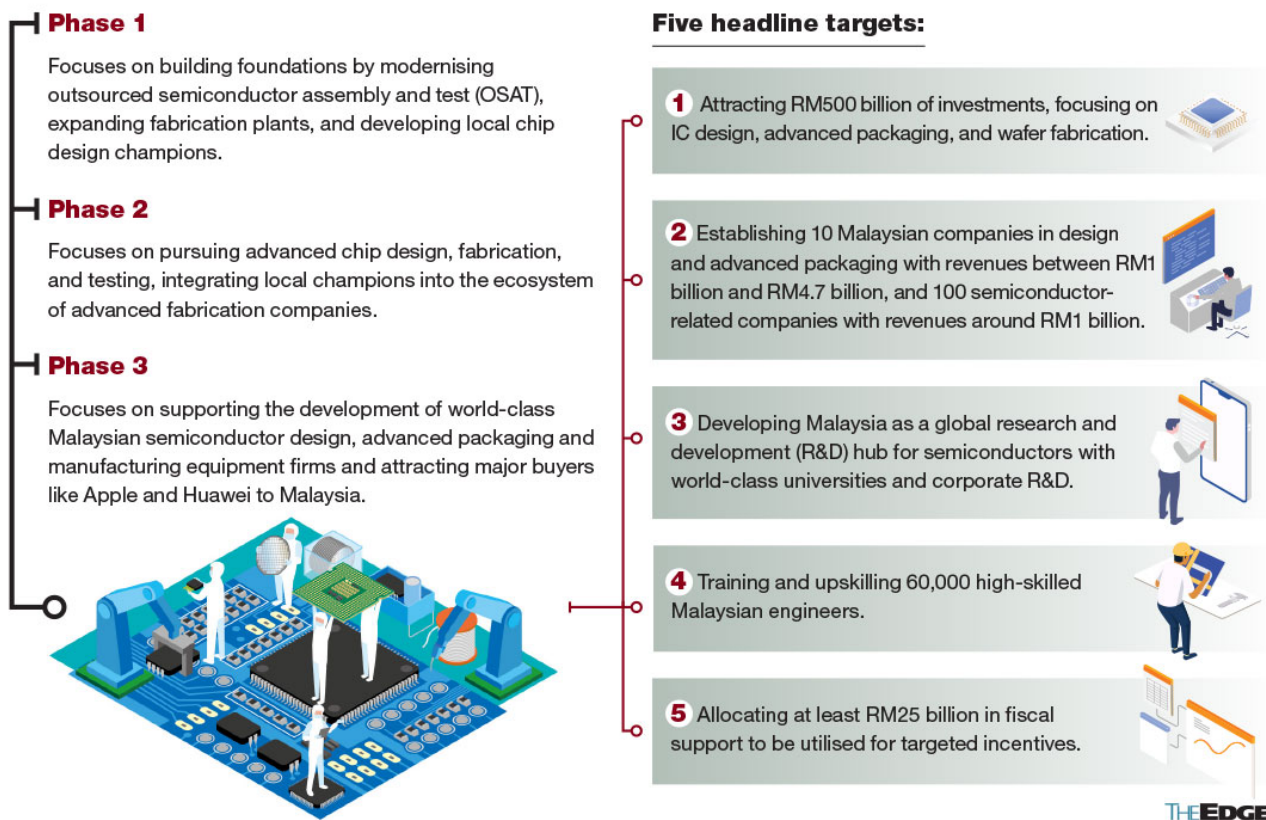 Phase 1
Focuses on building foundations by modernising
outsourced semiconductor assembly and test (OSAT),
expanding fabrication plants, and developing local chip
design champions.
Phase 2
Focuses on pursuing advanced chip design, fabrication,
and testing, integrating local champions into the ecosystem
of advanced fabrication companies.
Phase 3
Focuses on supporting the development of world-class
Malaysian semiconductor design, advanced packaging and
manufacturing equipment firms and attracting major buyers
like Apple and Huawei to Malaysia.
Five headline targets:
1 Attracting RM500 billion of investments, focusing on
IC design, advanced packaging, and wafer fabrication.
2 Establishing 10 Malaysian companies in design
and advanced packaging with revenues between RM1
billion and RM4.7 billion, and 100 semiconductor-
related companies with revenues around RM1 billion.
3 Developing Malaysia as a global research and
development (R&D) hub for semiconductors with
world-class universities and corporate R&D.
4 Training and upskilling 60,000 high-skilled
Malaysian engineers.
5 Allocating at least RM25 billion in fiscal
support to be utilised for targeted incentives.
THE EDGE